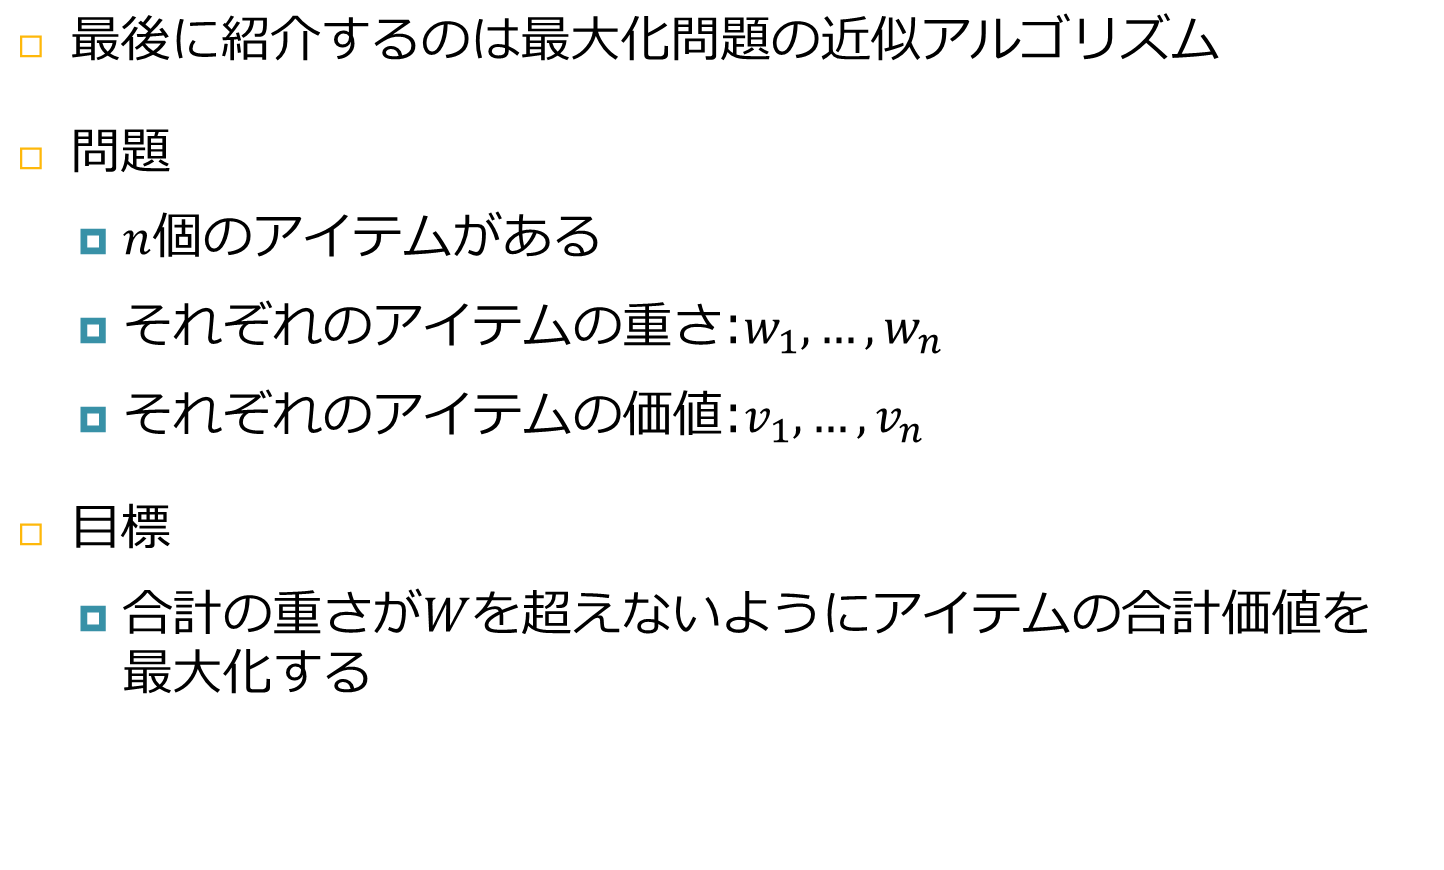 最後に紹介するのは最大化問題の近似アルゴリズム
問題
n個のアイテムがある
それぞれのアイテムの重さ:w₁, … , wₙ
それぞれのアイテムの価値:v₁, … , vₙ
目標
合計の重さがWを超えないようにアイテムの合計価値を
最大化する